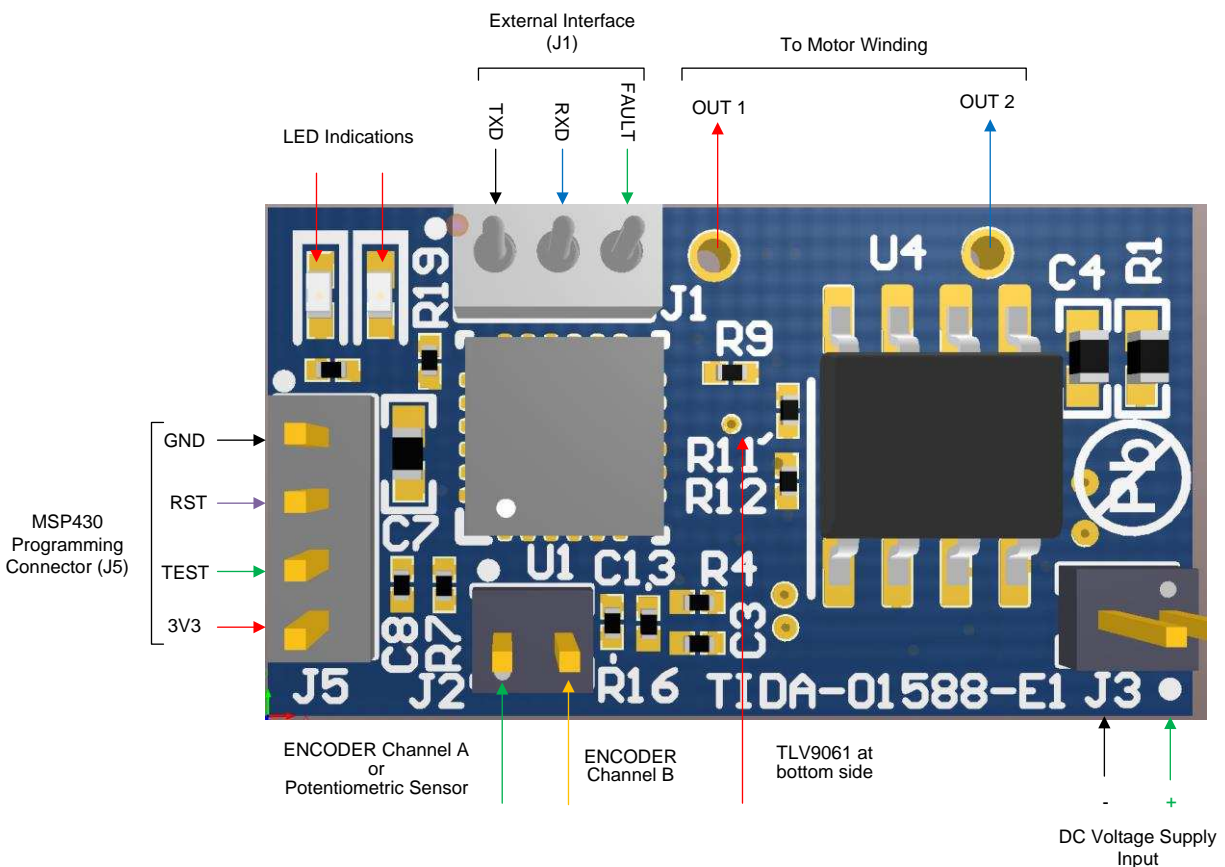 External Interface
(J1)
To Motor Winding
TXD
RXD
FAULT
OUT 1
OUT 2
LED Indications
R19
J1
U4
C4
R1
R9
GND
RST
TEST
3V3
MSP430
Programming
Connector (J5)
R11
R12
Pb
C7
U1
C13
R4
C8
R7
C3
J5
J2
R16
TIDA-01588-E1
J3
ENCODER Channel A
or
Potentiometric Sensor
ENCODER
Channel B
TLV9061 at
bottom side
-
+
DC Voltage Supply
Input